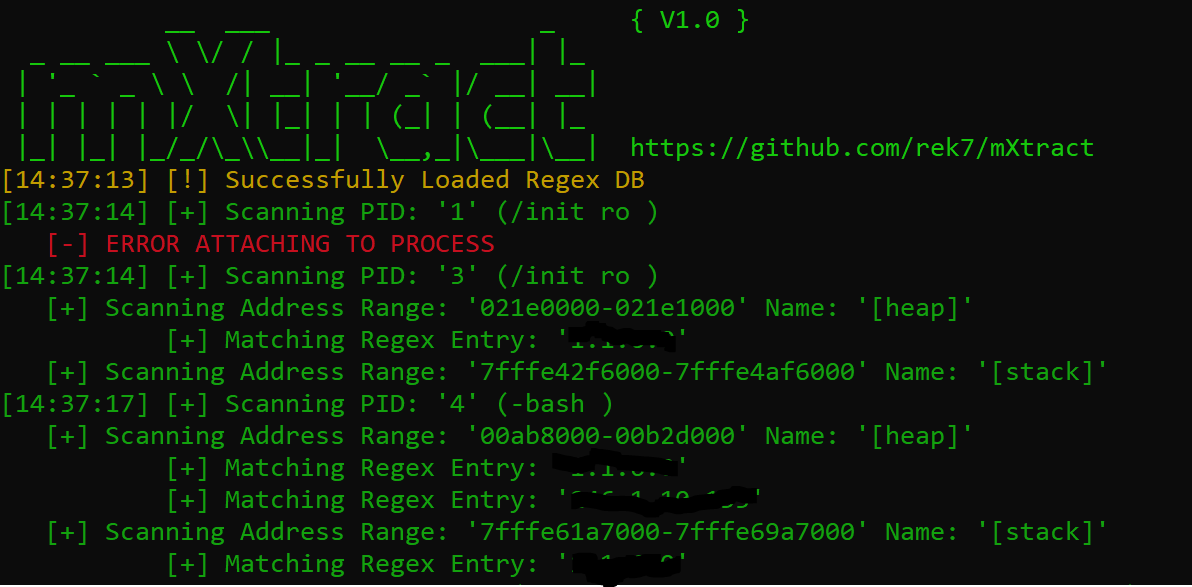 { V1.0 }
mXtract
https://github.com/rek7/mXtract
[14:37:13] [!] Successfully Loaded Regex DB
[14:37:14] [+] Scanning PID: '1' (/init ro )
[-] ERROR ATTACHING TO PROCESS
[14:37:14] [+] Scanning PID: '3' (/init ro )
[+] Scanning Address Range: '021e0000-021e1000' Name: '[heap]'
[+] Matching Regex Entry: '
[+] Scanning Address Range: '7fffe42f6000-7fffe4af6000' Name: '[stack]'
[14:37:17] [+] Scanning PID: '4' (-bash )
[+] Scanning Address Range: '00ab8000-00b2d000' Name: '[heap]'
[+] Matching Regex Entry:
[+] Matching Regex Entry: '
[+] Scanning Address Range: '7fffe61a7000-7fffe69a7000' Name: '[stack]'
[+] Matching Regex Entry: '